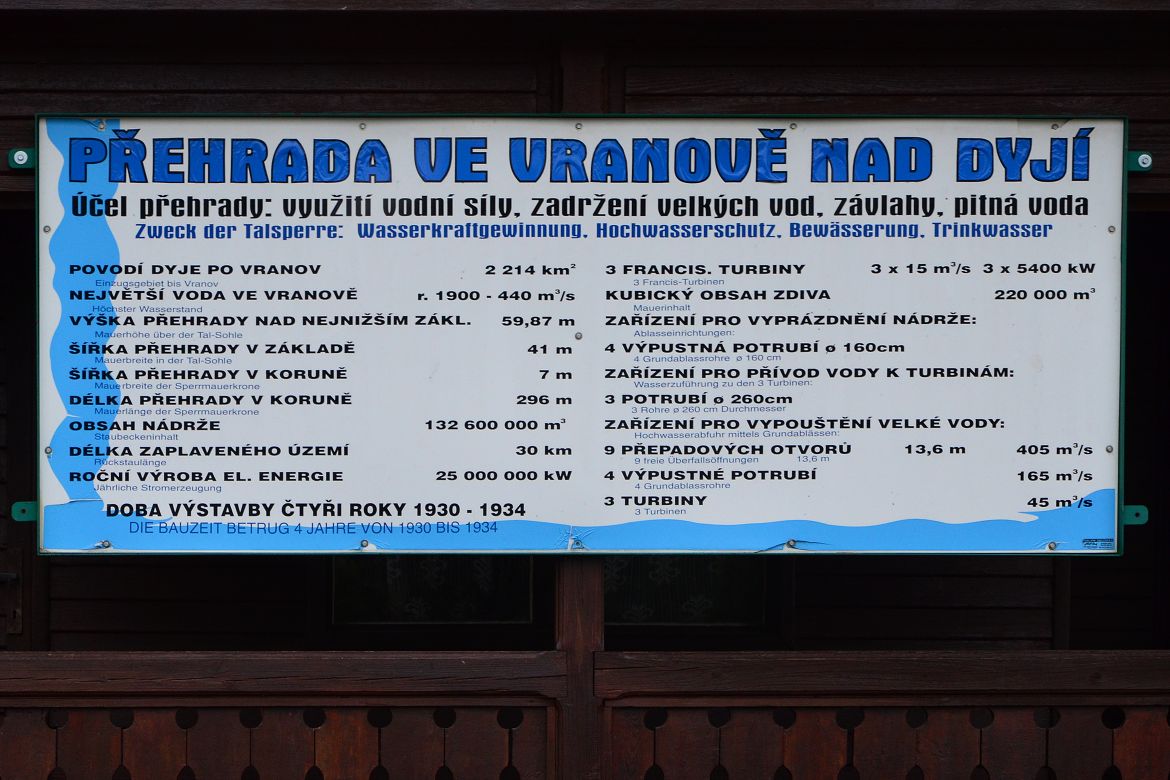 PŘEHRADA VE VRANOVĚ NAD DYJÍ
Účel přehrady: využití vodní síly, zadržení velkých vod, závlahy, pitná voda
Zweck der Talsperre: Wasserkraftgewinnung, Hochwasserschutz, Bewässerung, Trinkwasser
POVODÍ DYJE PO VRANOV 2 214 km²
Einzugsgebiet bis Vranov
NEJVĚTŠÍ VODA VE VRANOVĚ r. 1900 - 440 m³/s
Höchster Wasserstand
VÝŠKA PŘEHRADY NAD NEJNIŽŠÍM ZÁKL. 59,87 m
Mauerhöhe über der Tal-Sohle
ŠÍŘKA PŘEHRADY V ZÁKLADĚ 41 m
Mauerbreite in der Tal-Sohle
ŠÍŘKA PŘEHRADY V KORUNĚ 7 m
Mauerbreite der Sperrmauerkrone
DÉLKA PŘEHRADY V KORUNĚ 296 m
Mauerlänge der Sperrmauerkrone
OBSAH NÁDRŽE 132 600 000 m³
Staubeckeninhalt
DÉLKA ZAPLAVENÉHO ÚZEMÍ 30 km
Rückstaulänge
ROČNÍ VÝROBA EL. ENERGIE 25 000 000 kW
Jährliche Stromerzeugung
DOBA VÝSTAVBY ČTYŘI ROKY 1930 - 1934
DIE BAUZEIT BETRUG 4 JAHRE VON 1930 BIS 1934
3 FRANCIS. TURBINY 3 x 15 m³/s 3 x 5400 kW
3 Francis-Turbinen
KUBICKÝ OBSAH ZDIVA 220 000 m³
Mauerinhalt
ZAŘÍZENÍ PRO VYPRÁZDNĚNÍ NÁDRŽE:
Ablasseinrichtungen:
4 VÝPUSTNÁ POTRUBÍ ø 160cm
4 Grundablassrohre ø 160 cm
ZAŘÍZENÍ PRO PŘÍVOD VODY K TURBINÁM:
Wasserzuführung zu den 3 Turbinen:
3 POTRUBÍ ø 260cm
3 Rohre ø 260 cm Durchmesser
ZAŘÍZENÍ PRO VYPOUŠTĚNÍ VELKÉ VODY:
Hochwasserabfuhr mittels Grundablässen:
9 PŘEPADOVÝCH OTVORŮ 13,6 m 405 m³/s
9 freie Überfallsöffnungen 13,6 m
4 VÝPUSTNÉ POTRUBÍ 165 m³/s
4 Grundablassrohre
3 TURBINY 45 m³/s
3 Turbinen